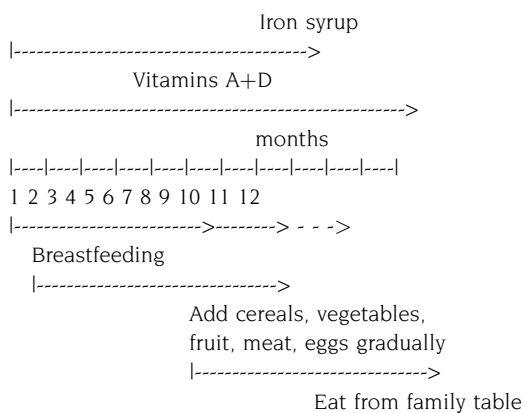 Iron syrup
|------------------------------------->
Vitamins A+D
|------------------------------------------------->
months
|----|----|----|----|----|----|----|----|----|----|----|
1 2 3 4 5 6 7 8 9 10 11 12
|------------------------>--------> - - ->
Breastfeeding
|------------------------------>
Add cereals, vegetables,
fruit, meat, eggs gradually
|----------------------------->
Eat from family table